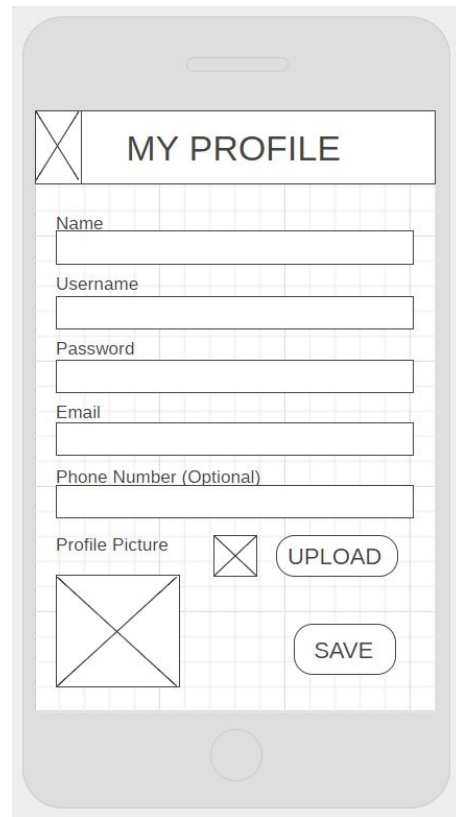 MY PROFILE
Name
Username
Password
Email
Phone Number (Optional)
Profile Picture
UPLOAD
SAVE